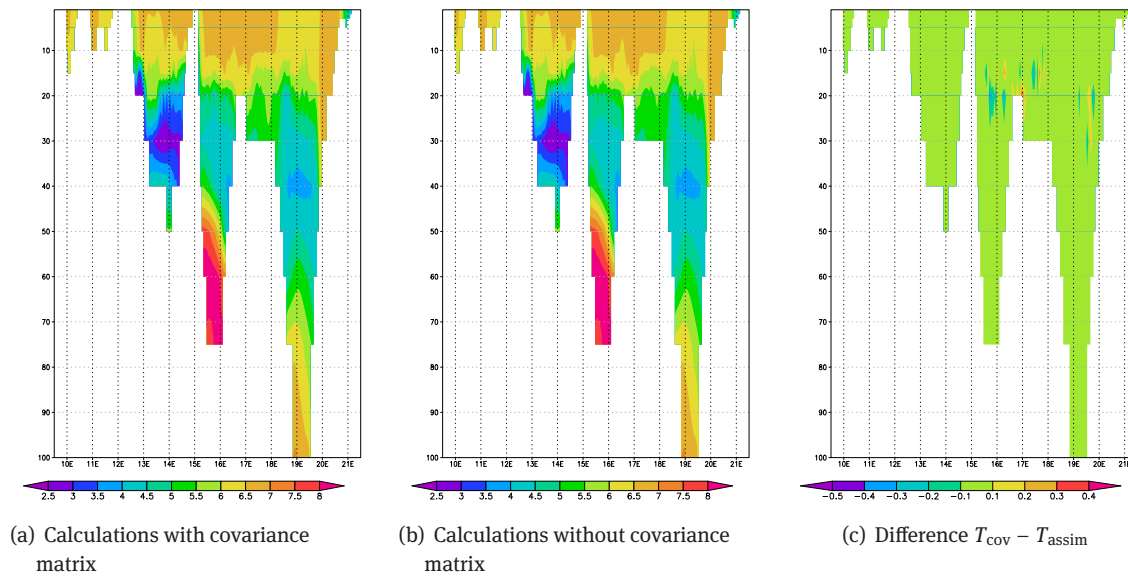 10
20
30
40
50
60
70
80
90
100
10E 11E 12E 13E 14E 15E 16E 17E 18E 19E 20E 21E
2.5 3 3.5 4 4.5 5 5.5 6 6.5 7 7.5 8
(a) Calculations with covariance
matrix
10
20
30
40
50
60
70
80
90
100
10E 11E 12E 13E 14E 15E 16E 17E 18E 19E 20E 21E
2.5 3 3.5 4 4.5 5 5.5 6 6.5 7 7.5 8
(b) Calculations without covariance
matrix
10
20
30
40
50
60
70
80
90
100
10E 11E 12E 13E 14E 15E 16E 17E 18E 19E 20E 21E
−0.5 −0.4 −0.3 −0.2 −0.1 0.1 0.2 0.3 0.4
(c) Difference Tcov − Tassim